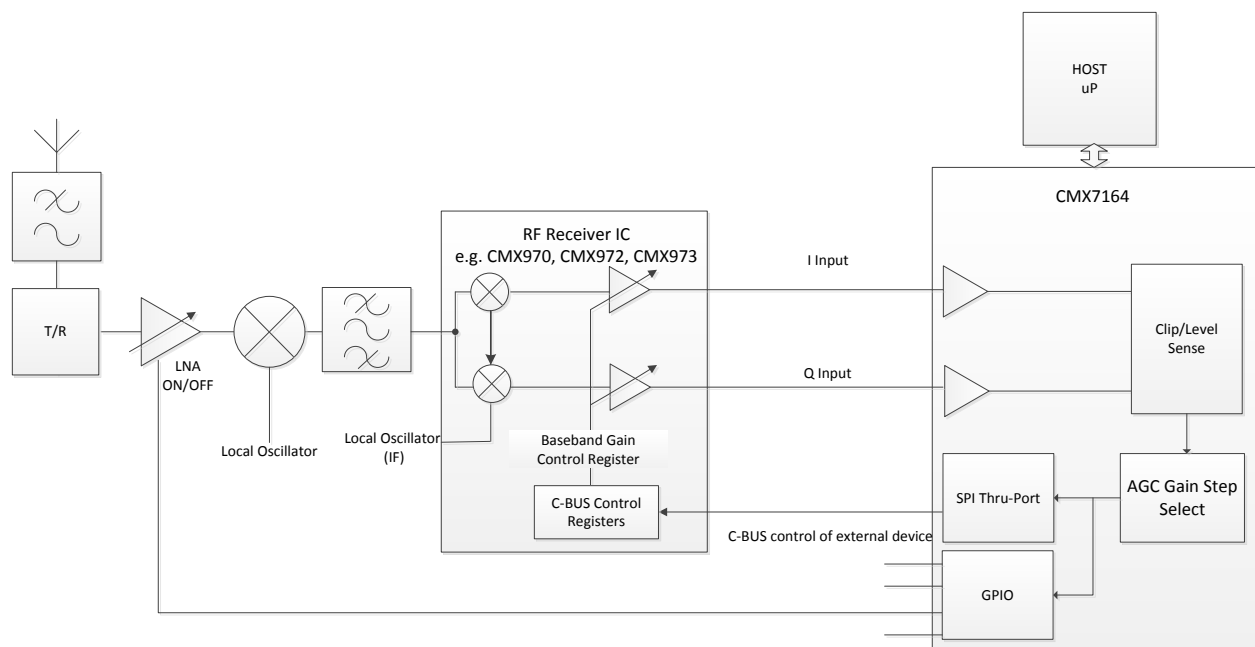 HOST
uP
CMX7164
RF Receiver IC
e.g. CMX970, CMX972, CMX973
I Input
T/R
LNA
ON/OFF
Clip/Level
Sense
Q Input
Local Oscillator
Local Oscillator
(IF)
Baseband Gain
Control Register
C-BUS Control
Registers
SPI Thru-Port
AGC Gain Step
Select
C-BUS control of external device
GPIO